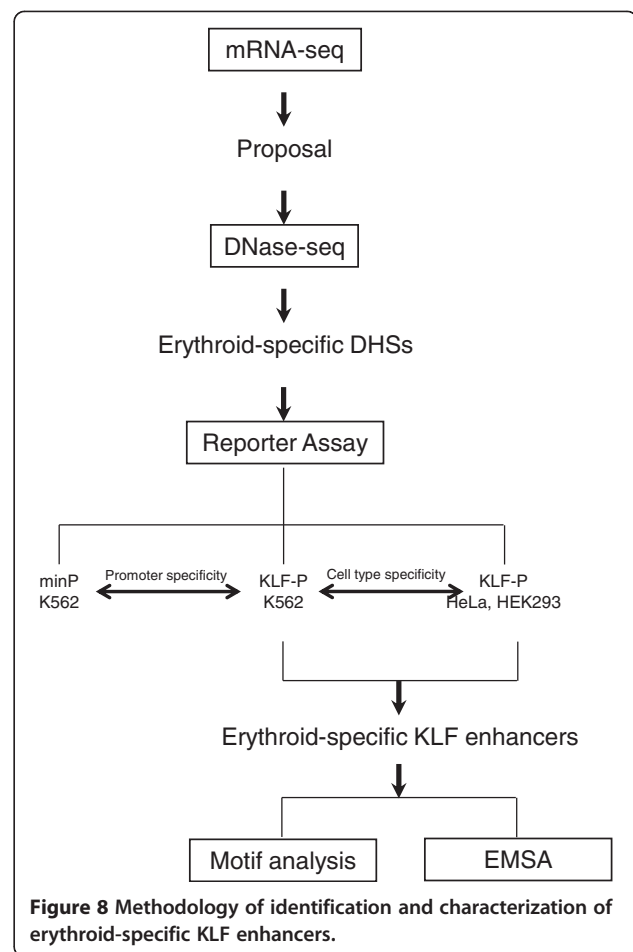 mRNA-seq
Proposal
DNase-seq
Erythroid-specific DHSs
Reporter Assay
minP
K562
Promoter specificity
KLF-P
K562
Cell type specificity
KLF-P
HeLa, HEK293
Erythroid-specific KLF enhancers
Motif analysis
EMSA
Figure 8 Methodology of identification and characterization of
erythroid-specific KLF enhancers.